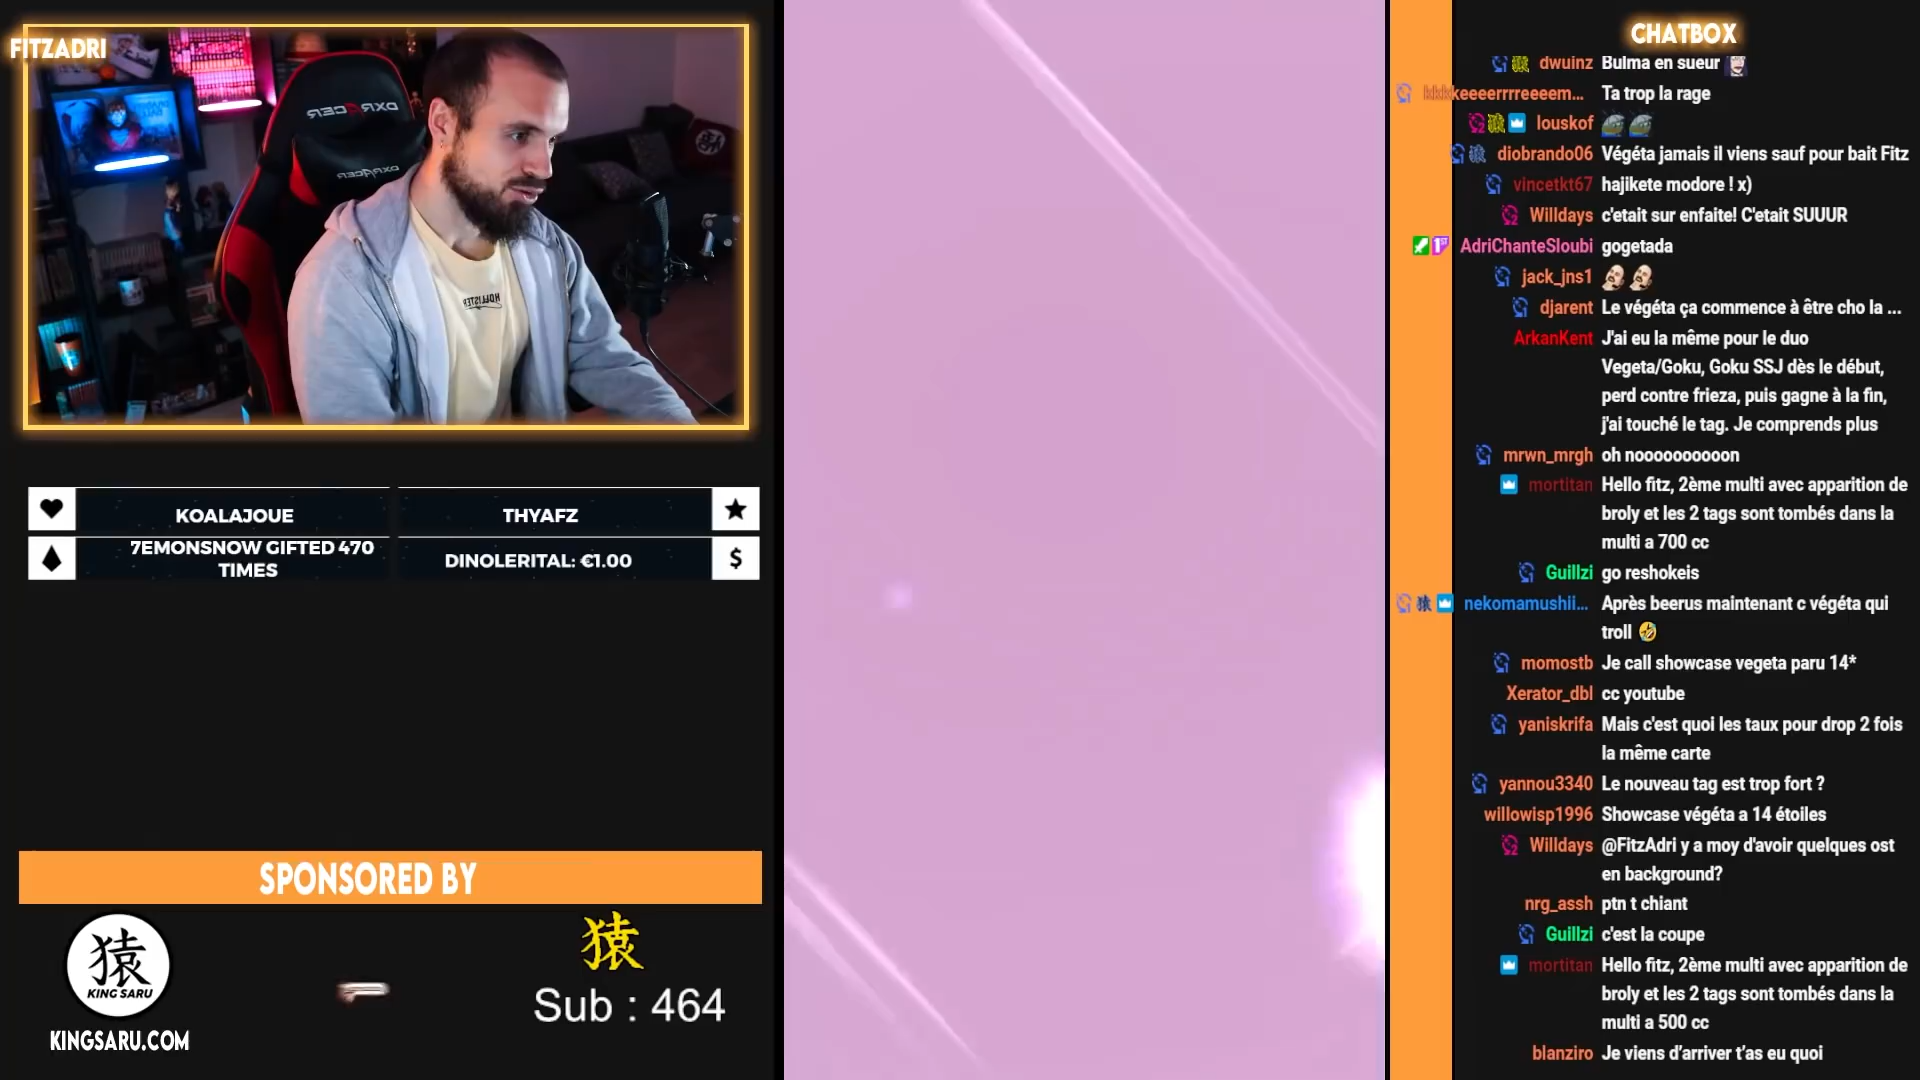 FITZADRI
DXRACER
DXRACER
HOLLISTER
KOALAJOUE
THYAFZ
7EMONSNOW GIFTED 470
TIMES
DINOLERITAL: €1.00
$
SPONSORED BY
猿
KING SARU
KINGSARU.COM
猿
Sub : 464
CHATBOX
dwuinz Bulma en sueur
kkkkeeeerrrreeeem... Ta trop la rage
louskof
diobrando06 Végéta jamais il viens sauf pour bait Fitz
vincetkt67 hajikete modore ! x)
Willdays c'etait sur enfaite! C'etait SUUUR
AdriChanteSloubi gogetada
jack_jns1
djarent Le végéta ça commence à être cho la ...
ArkanKent J'ai eu la même pour le duo
Vegeta/Goku, Goku SSJ dès le début,
perd contre frieza, puis gagne à la fin,
j'ai touché le tag. Je comprends plus
mrwn_mrgh oh nooooooooooon
mortitan Hello fitz, 2ème multi avec apparition de
broly et les 2 tags sont tombés dans la
multi a 700 cc
Guillzi go reshokeis
nekomamushii... Après beerus maintenant c végéta qui
troll
momostb Je call showcase vegeta paru 14*
Xerator_dbl cc youtube
yaniskrifa Mais c'est quoi les taux pour drop 2 fois
la même carte
yannou3340 Le nouveau tag est trop fort ?
willowisp1996 Showcase végéta a 14 étoiles
Willdays @FitzAdri y a moy d'avoir quelques ost
en background?
nrg_assh ptn t chiant
Guillzi c'est la coupe
mortitan Hello fitz, 2ème multi avec apparition de
broly et les 2 tags sont tombés dans la
multi a 500 cc
blanziro Je viens d'arriver t'as eu quoi